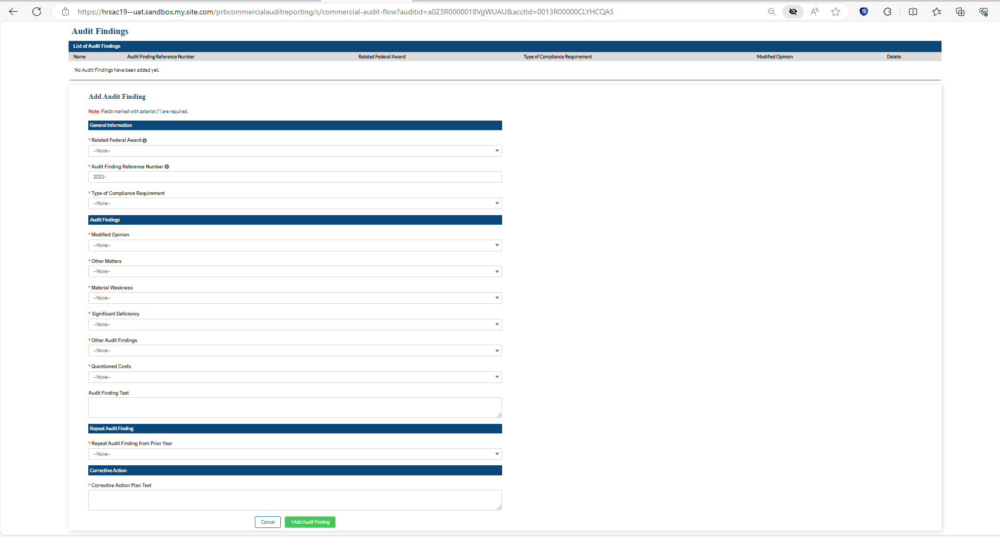 https://hrsac19--uat.sandbox.my.site.com/prbcommercialauditreporting/s/commercial-audit-flow?auditid=a0Z3R0000018VgWUAU&acctId=0013R00000CLYHCQA5
Audit Findings
List of Audit Findings
Name Audit Finding Reference Number Related Federal Award Type of Compliance Requirement Modified Opinion Delete
No Audit Findings have been added yet.
Add Audit Finding
Note: Fields marked with asterisk (*) are required.
General Information
* Related Federal Award
--None--
* Audit Finding Reference Number
2021-
* Type of Compliance Requirement
--None--
Audit Findings
* Modified Opinion
--None--
* Other Matters
--None--
* Material Weakness
--None--
* Significant Deficiency
--None--
* Other Audit Findings
--None--
* Questioned Costs
--None--
Audit Finding Text
Repeat Audit Finding
* Repeat Audit Finding from Prior Year
--None--
Corrective Action
* Corrective Action Plan Text
Cancel +Add Audit Finding